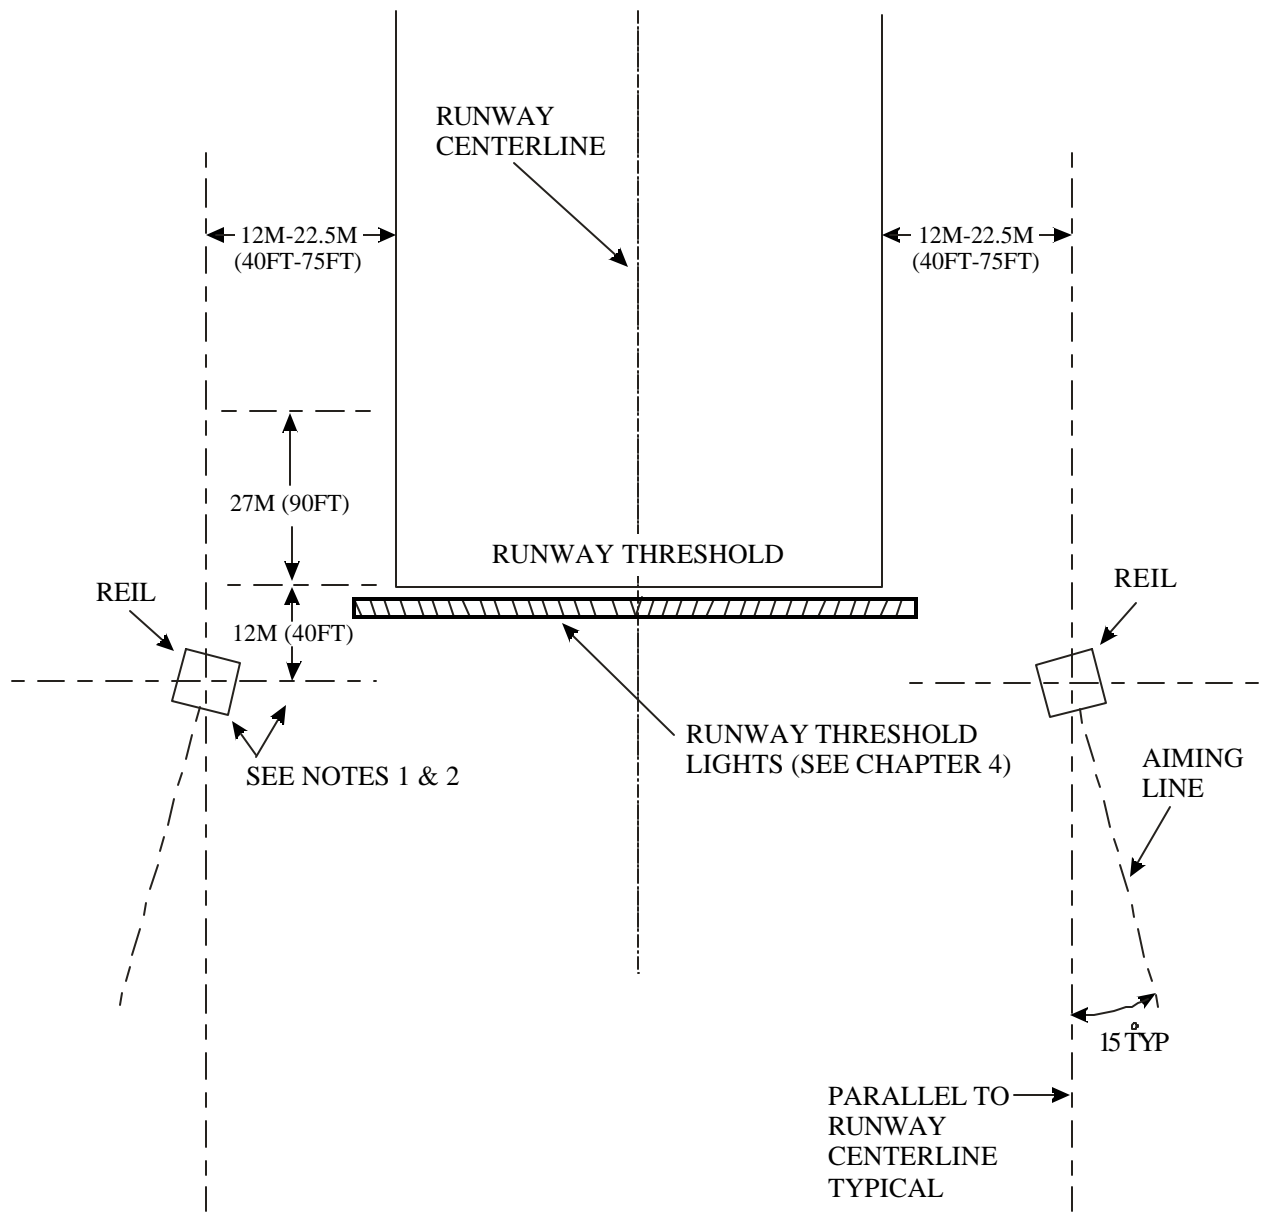 RUNWAY
CENTERLINE
12M-22.5M
(40FT-75FT)
12M-22.5M
(40FT-75FT)
27M (90FT)
RUNWAY THRESHOLD
REIL
REIL
12M (40FT)
RUNWAY THRESHOLD
LIGHTS (SEE CHAPTER 4)
SEE NOTES 1 & 2
AIMING
LINE
15° TYP
PARALLEL TO
RUNWAY
CENTERLINE
TYPICAL